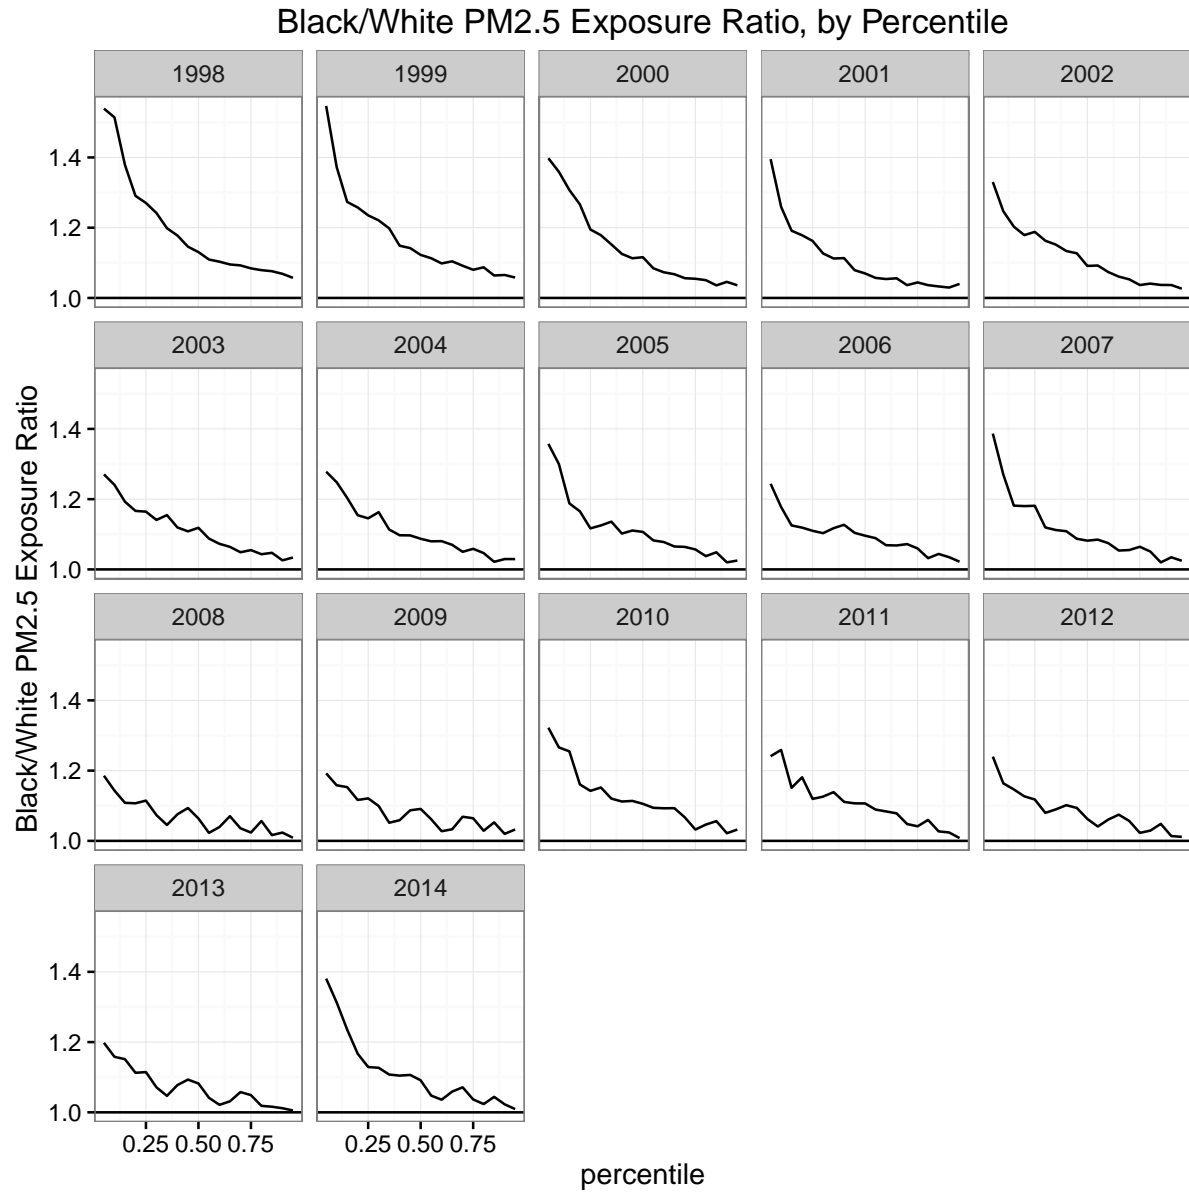 Black/White PM2.5 Exposure Ratio, by Percentile
1998 1999 2000 2001 2002
1.4
1.2
1.0
2003 2004 2005 2006 2007
1.4
1.2
1.0
2008 2009 2010 2011 2012
1.4
1.2
1.0
2013 2014
1.4
1.2
1.0
0.25 0.50 0.75 0.25 0.50 0.75
percentile
Black/White PM2.5 Exposure Ratio